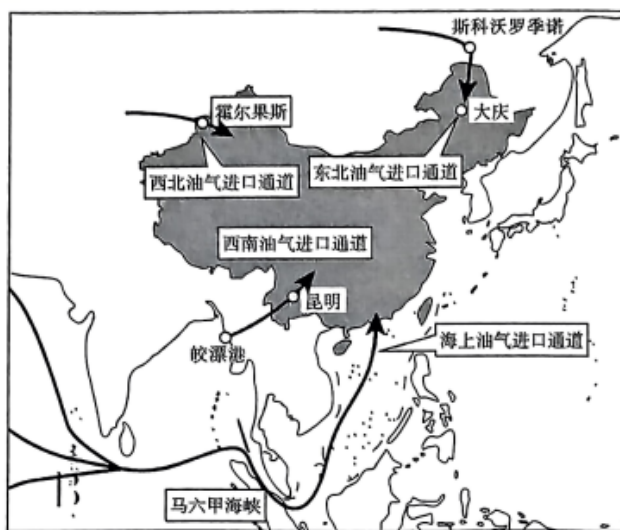 斯科沃罗季诺
霍尔果斯
大庆
西北油气进口通道
东北油气进口通道
西南油气进口通道
昆明
皎漂港
海上油气进口通道
马六甲海峡